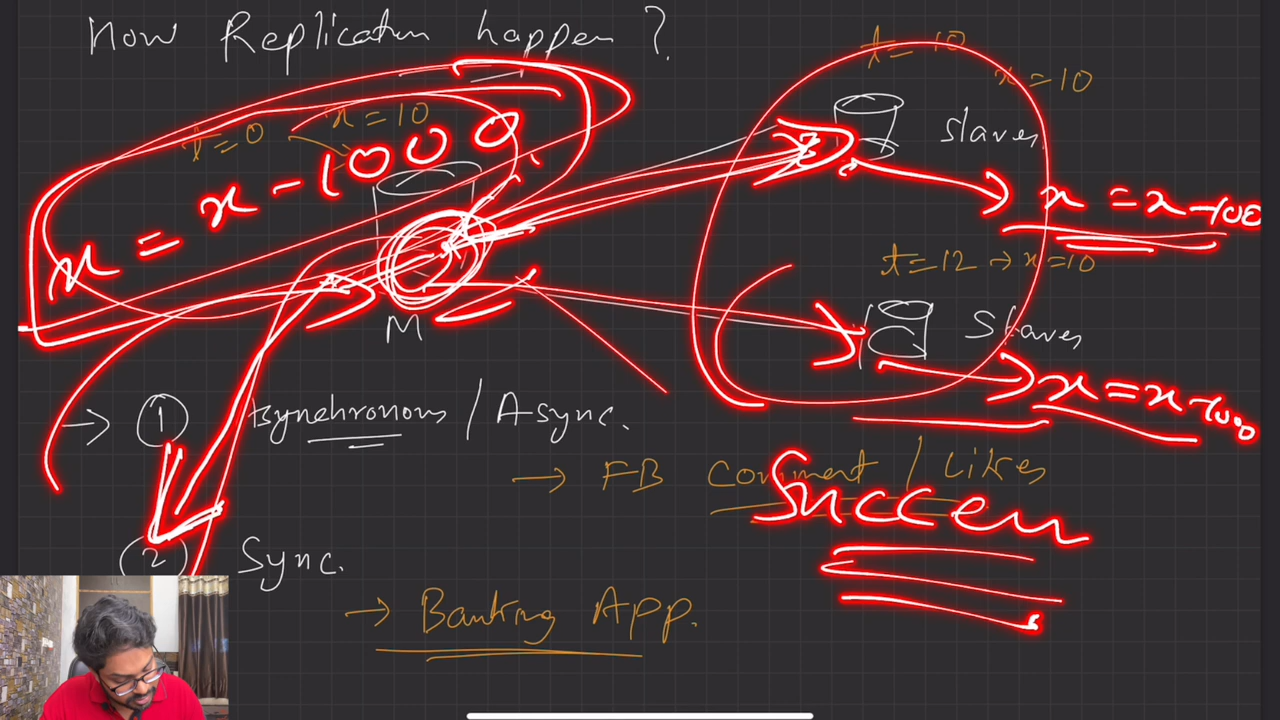 How Replication happen ?
t = 10
x = 10
t = 0
x = 10
x = x - 1000
slaves
x = x - 100
t = 12 → x = 10
M
Slaves
x = x - 1000
→ ① Asynchronous / Async.
→ FB Comment / Likes
Success
② Sync.
→ Banking App.